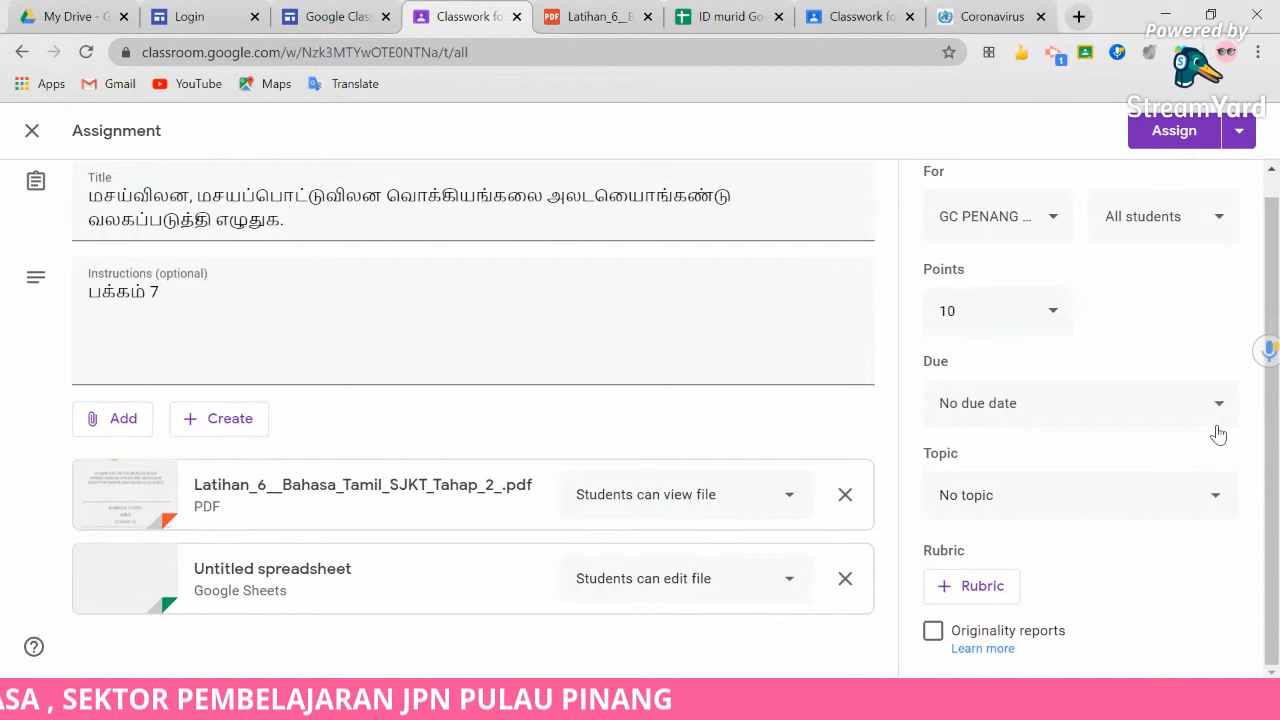 My Drive - G
Login
Google Clas
Classwork fo
PDF
Latihan_6__B
ID murid Go
Classwork fo
Coronavirus
Powered by
classroom.google.com/w/Nzk3MTYwOTE0NTNa/t/all
1
StreamYard
Apps
Gmail
YouTube
Maps
Translate
Assignment
Assign
Title
மசய்விலன, மசயப்பொட்டுவிலன வொக்கியங்கலை அலடயைொங்கண்டு
வலகப்படுத்தி எழுதுக.
Instructions (optional)
பக்கம் 7
Add
Create
Latihan_6__Bahasa_Tamil_SJKT_Tahap_2_.pdf
PDF
Students can view file
Untitled spreadsheet
Google Sheets
Students can edit file
For
GC PENANG ...
All students
Points
10
Due
No due date
Topic
No topic
Rubric
Rubric
Originality reports
Learn more
ASA , SEKTOR PEMBELAJARAN JPN PULAU PINANG